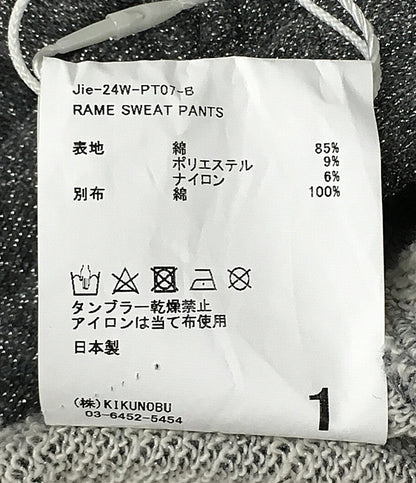 Jie-24W-PT07-B
RAME SWEAT PANTS
表地 綿 85%
ポリエステル 9%
ナイロン 6%
別布 綿 100%
タンブラー乾燥禁止
アイロンは当て布使用
日本製
(株)KIKUNOBU
03-6452-5454
1